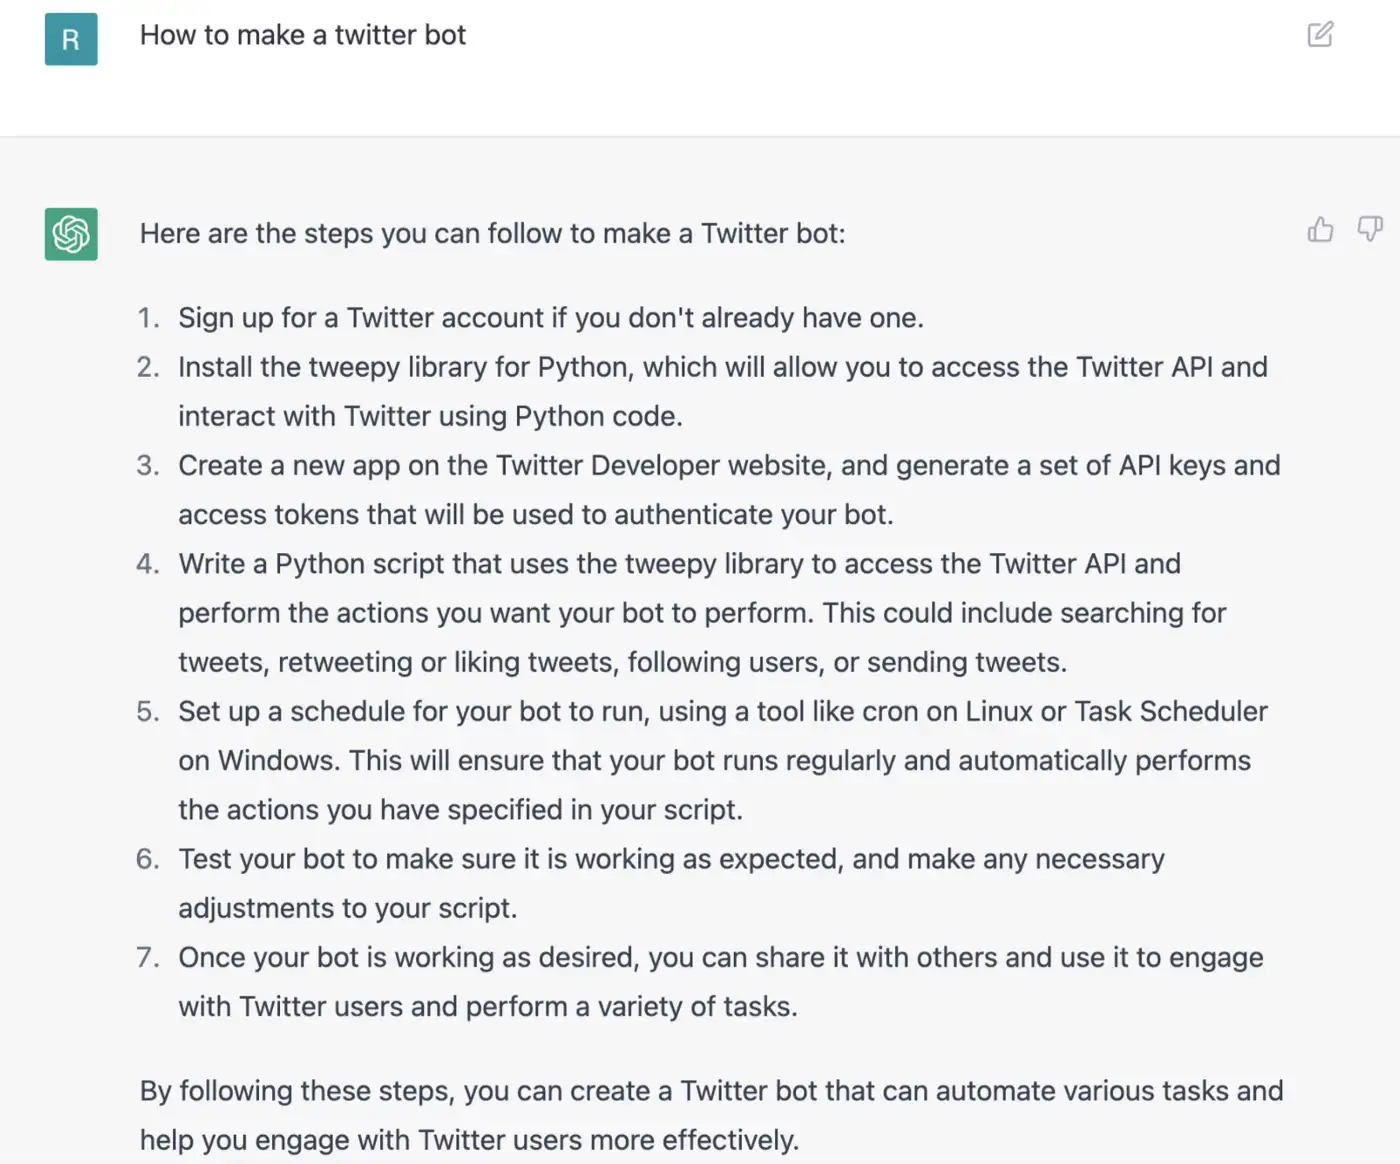 R
How to make a twitter bot
Here are the steps you can follow to make a Twitter bot:
1. Sign up for a Twitter account if you don't already have one.
2. Install the tweepy library for Python, which will allow you to access the Twitter API and
interact with Twitter using Python code.
3. Create a new app on the Twitter Developer website, and generate a set of API keys and
access tokens that will be used to authenticate your bot.
4. Write a Python script that uses the tweepy library to access the Twitter API and
perform the actions you want your bot to perform. This could include searching for
tweets, retweeting or liking tweets, following users, or sending tweets.
5. Set up a schedule for your bot to run, using a tool like cron on Linux or Task Scheduler
on Windows. This will ensure that your bot runs regularly and automatically performs
the actions you have specified in your script.
6. Test your bot to make sure it is working as expected, and make any necessary
adjustments to your script.
7. Once your bot is working as desired, you can share it with others and use it to engage
with Twitter users and perform a variety of tasks.
By following these steps, you can create a Twitter bot that can automate various tasks and
help you engage with Twitter users more effectively.